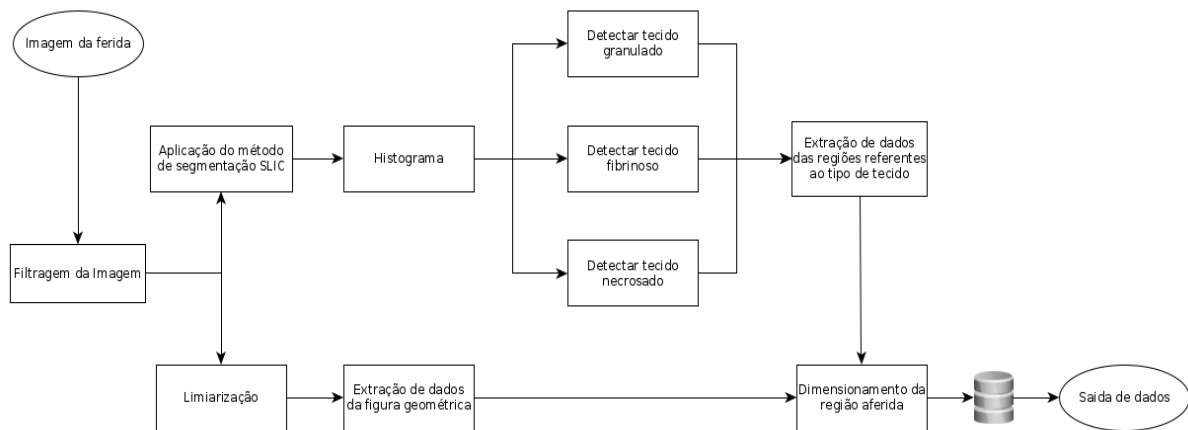 Imagem da ferida
Detectar tecido
granulado
Aplicação do método
de segmentação SLIC
Histograma
Detectar tecido
fibrinoso
Extração de dados
das regiões referentes
ao tipo de tecido
Filtragem da Imagem
Detectar tecido
necrosado
Limiarização
Extração de dados
da figura geométrica
Dimensionamento da
região aferida
Saida de dados